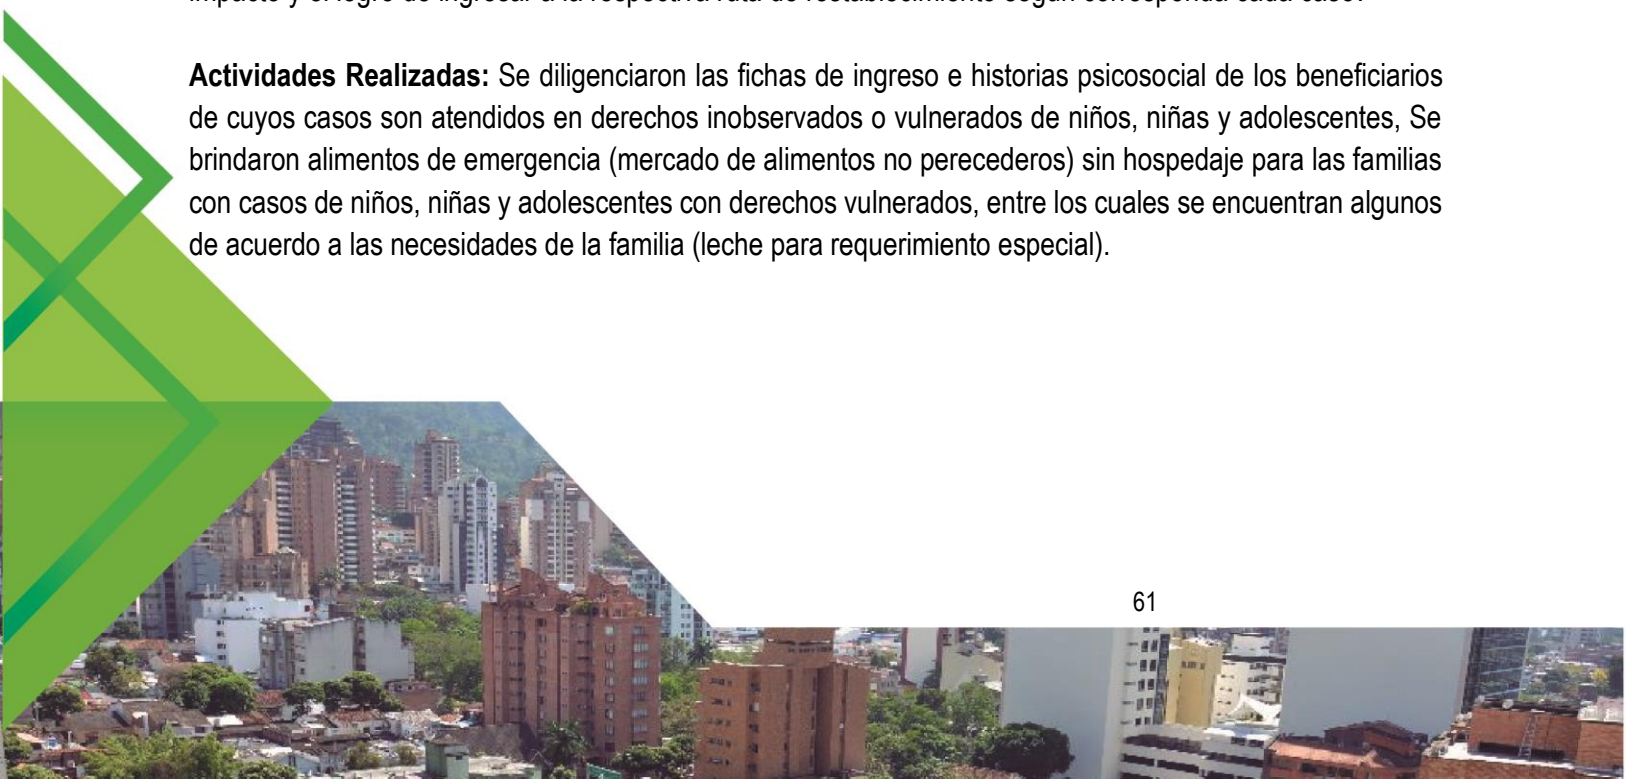 Actividades Realizadas: Se diligenciaron las fichas de ingreso e historias psicosocial de los beneficiarios
de cuyos casos son atendidos en derechos inobservados o vulnerados de niños, niñas y adolescentes, Se
brindaron alimentos de emergencia (mercado de alimentos no perecederos) sin hospedaje para las familias
con casos de niños, niñas y adolescentes con derechos vulnerados, entre los cuales se encuentran algunos
de acuerdo a las necesidades de la familia (leche para requerimiento especial).
61